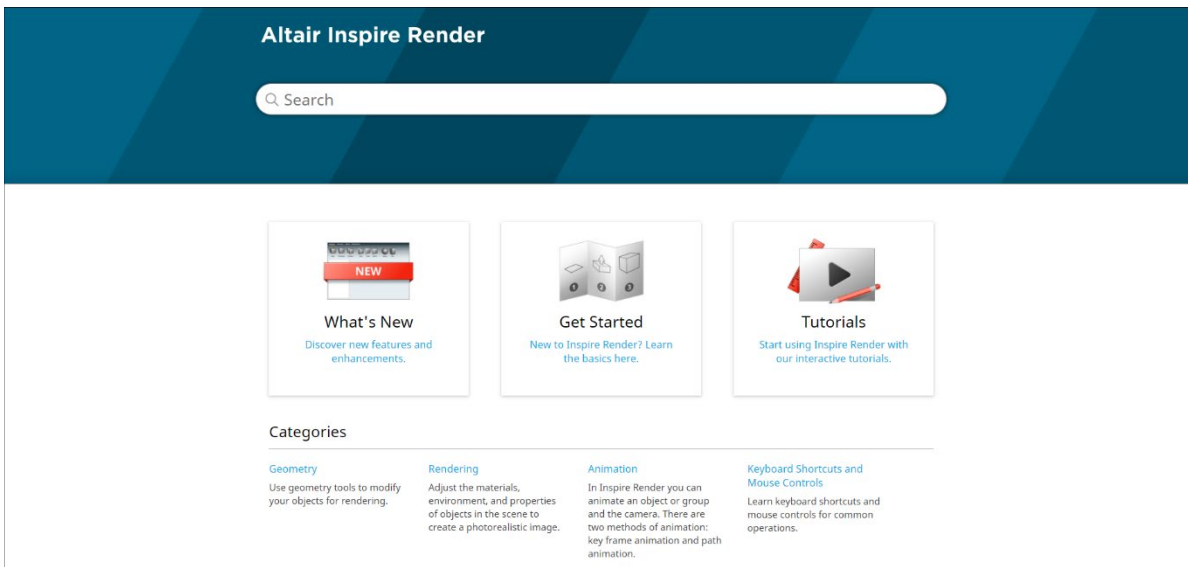 Altair Inspire Render
Search
NEW
What's New
Discover new features and
enhancements.
1 2 3
Get Started
New to Inspire Render? Learn
the basics here.
Tutorials
Start using Inspire Render with
our interactive tutorials.
Categories
Geometry
Use geometry tools to modify
your objects for rendering.
Rendering
Adjust the materials,
environment, and properties
of objects in the scene to
create a photorealistic image.
Animation
In Inspire Render you can
animate an object or group
and the camera. There are
two methods of animation:
key frame animation and path
animation.
Keyboard Shortcuts and
Mouse Controls
Learn keyboard shortcuts and
mouse controls for common
operations.